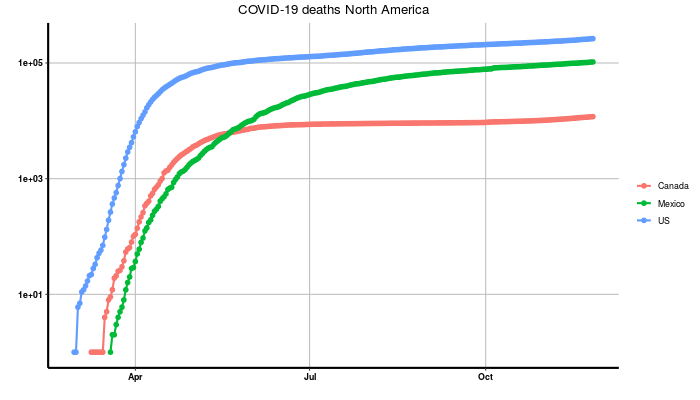 COVID-19 deaths North America
1e+05
1e+03
1e+01
Apr
Jul
Oct
Canada
Mexico
US